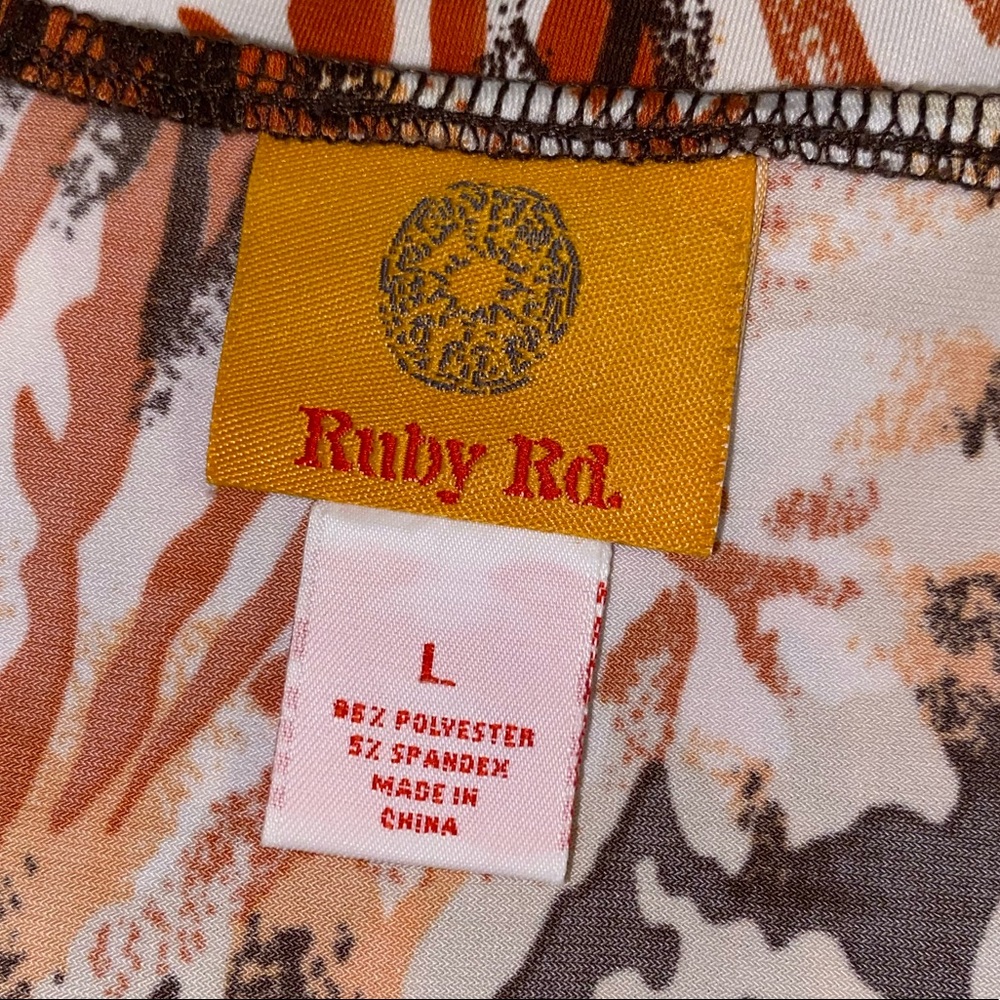 Ruby Rd.
L
95% POLYESTER
5% SPANDEX
MADE IN
CHINA